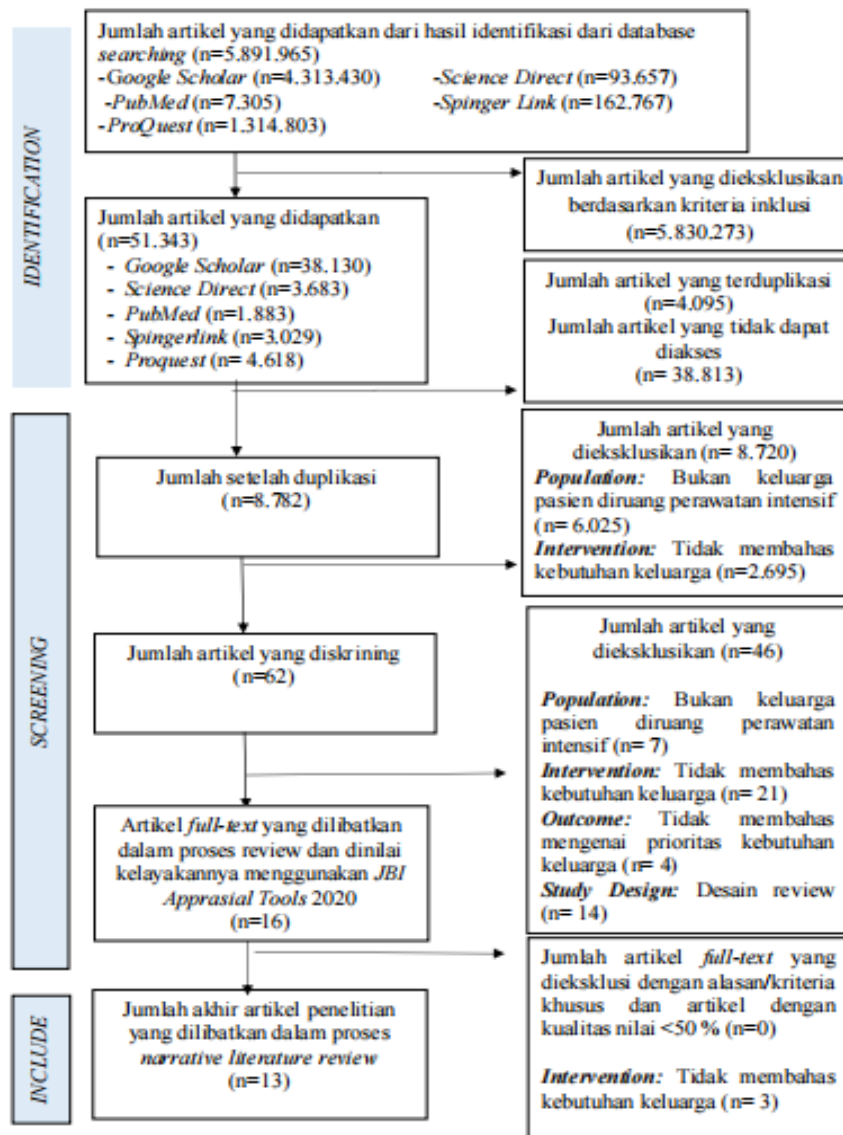 IDENTIFICATION
Jumlah artikel yang didapatkan dari hasil identifikasi dari database
searching (n=5.891.965)
-Google Scholar (n=4.313.430) -Science Direct (n=93.657)
-PubMed (n=7.305) -Spinger Link (n=162.767)
-ProQuest (n=1.314.803)
Jumlah artikel yang dieksklusikan
berdasarkan kriteria inklusi
(n=5.830.273)
Jumlah artikel yang didapatkan
(n=51.343)
- Google Scholar (n=38.130)
- Science Direct (n=3.683)
- PubMed (n=1.883)
- Spingerlink (n=3.029)
- Proquest (n= 4.618)
Jumlah artikel yang terduplikasi
(n=4.095)
Jumlah artikel yang tidak dapat
diakses
(n= 38.813)
SCREENING
Jumlah setelah duplikasi
(n=8.782)
Jumlah artikel yang
dieksklusikan (n= 8.720)
Population: Bukan keluarga
pasien diruang perawatan intensif
(n= 6.025)
Intervention: Tidak membahas
kebutuhan keluarga (n=2.695)
Jumlah artikel yang diskrining
(n=62)
Jumlah artikel yang
dieksklusikan (n=46)
Population: Bukan keluarga
pasien diruang perawatan
intensif (n= 7)
Intervention: Tidak membahas
kebutuhan keluarga (n= 21)
Outcome: Tidak membahas
mengenai prioritas kebutuhan
keluarga (n= 4)
Study Design: Desain review
(n= 14)
Artikel full-text yang dilibatkan
dalam proses review dan dinilai
kelayakannya menggunakan JBI
Apprasial Tools 2020
(n=16)
Jumlah artikel full-text yang
dieksklusi dengan alasan/kriteria
khusus dan artikel dengan
kualitas nilai <50 % (n=0)
Intervention: Tidak membahas
kebutuhan keluarga (n= 3)
INCLUDE
Jumlah akhir artikel penelitian
yang dilibatkan dalam proses
narrative literature review
(n=13)